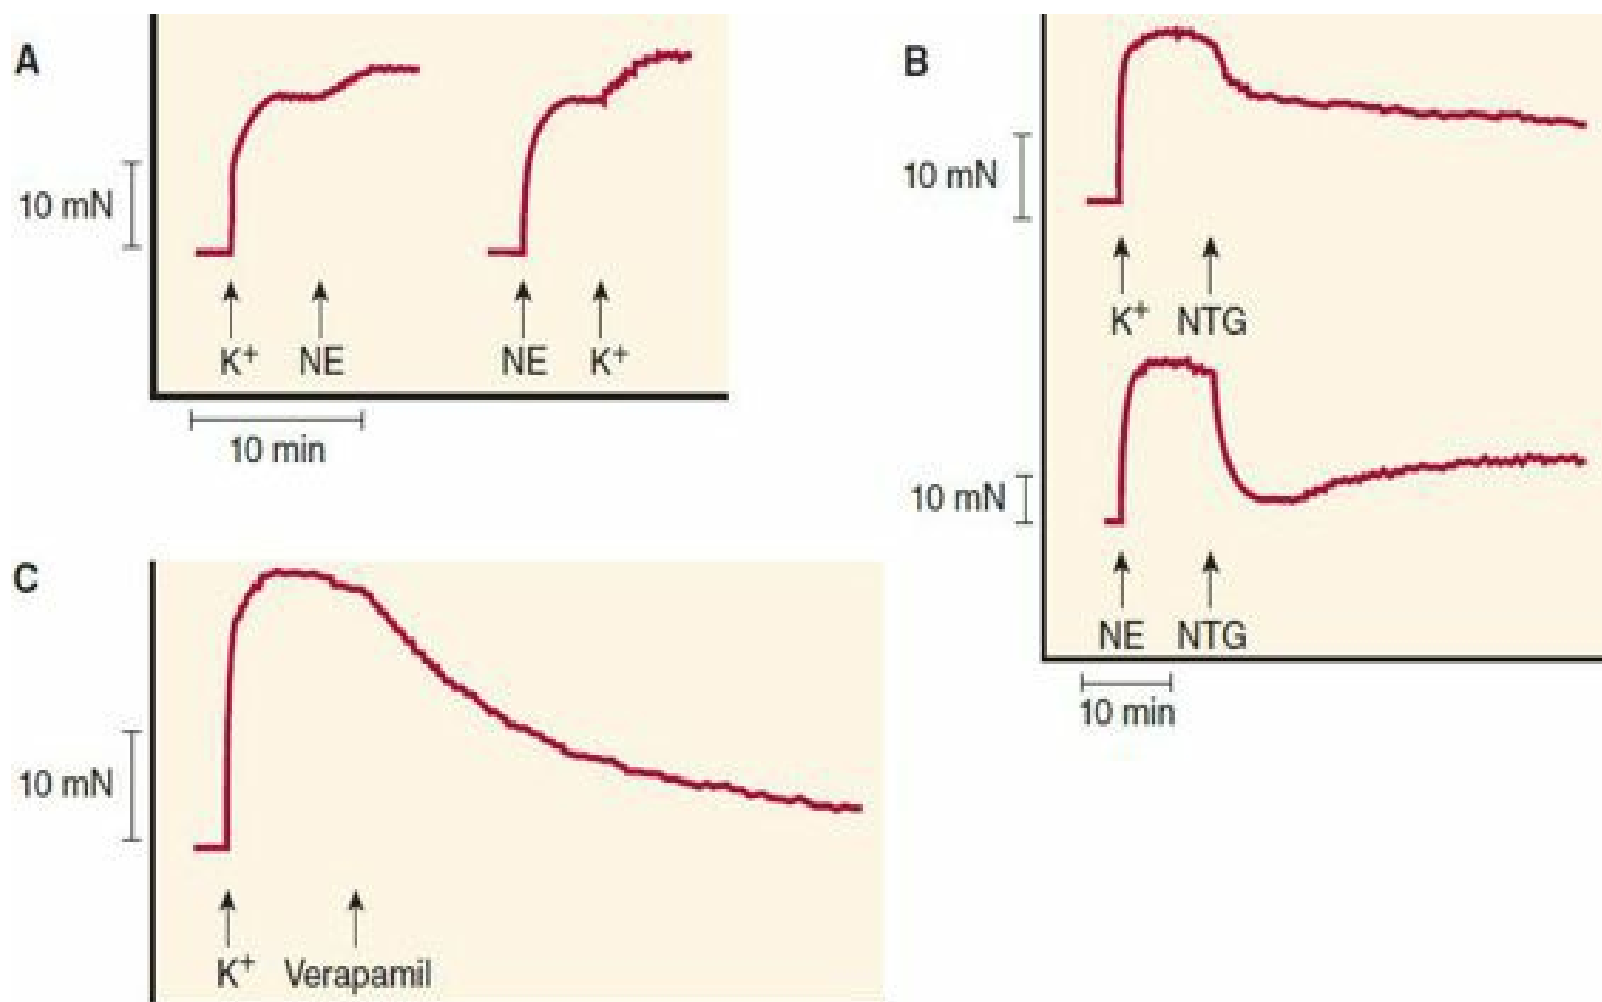 A
10 mN
K+ NE NE K+
10 min
B
10 mN
K+ NTG
10 mN
NE NTG
10 min
C
10 mN
K+ Verapamil